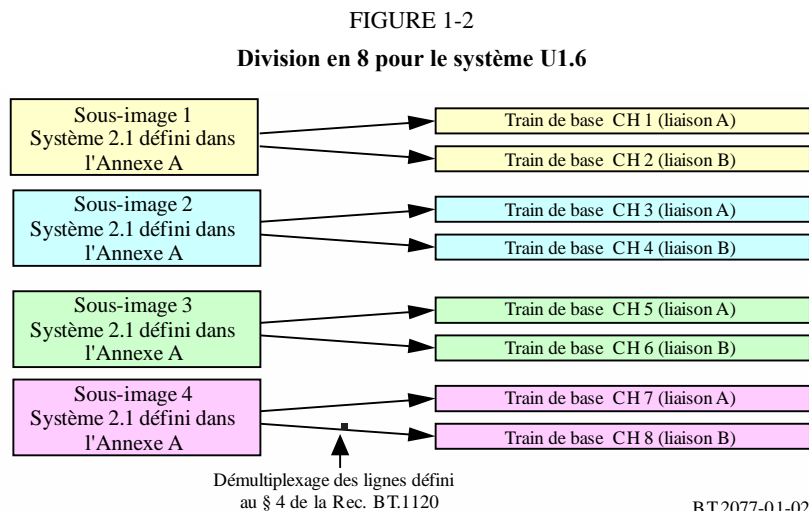 FIGURE 1-2
Division en 8 pour le système U1.6
Sous-image 1
Système 2.1 défini dans
l'Annexe A
Train de base CH 1 (liaison A)
Train de base CH 2 (liaison B)
Sous-image 2
Système 2.1 défini dans
l'Annexe A
Train de base CH 3 (liaison A)
Train de base CH 4 (liaison B)
Sous-image 3
Système 2.1 défini dans
l'Annexe A
Train de base CH 5 (liaison A)
Train de base CH 6 (liaison B)
Sous-image 4
Système 2.1 défini dans
l'Annexe A
Train de base CH 7 (liaison A)
Train de base CH 8 (liaison B)
Démultiplexage des lignes défini
au § 4 de la Rec. BT.1120
BT.2077-01-02